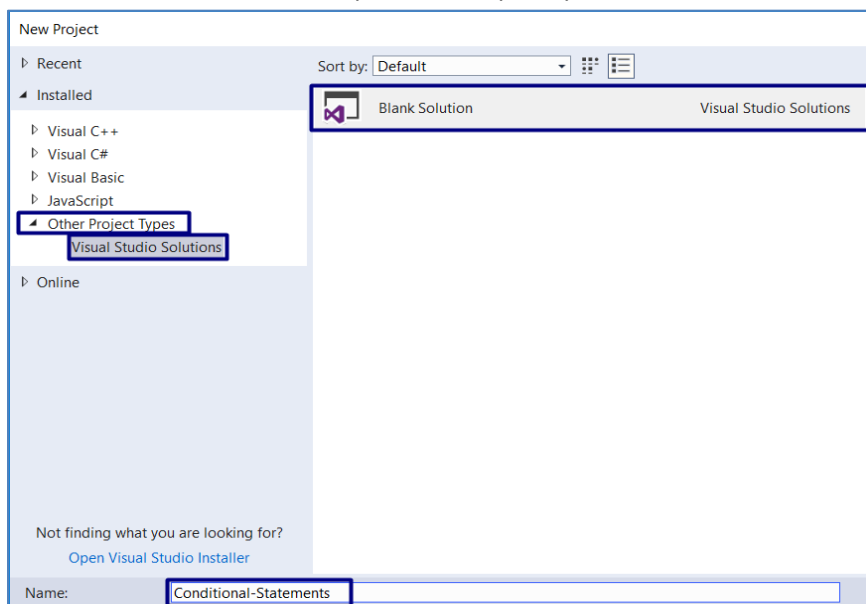 New Project
Recent
Installed
Visual C++
Visual C#
Visual Basic
JavaScript
Other Project Types
Visual Studio Solutions
Online
Not finding what you are looking for?
Open Visual Studio Installer
Sort by: Default
Blank Solution Visual Studio Solutions
Name: Conditional-Statements